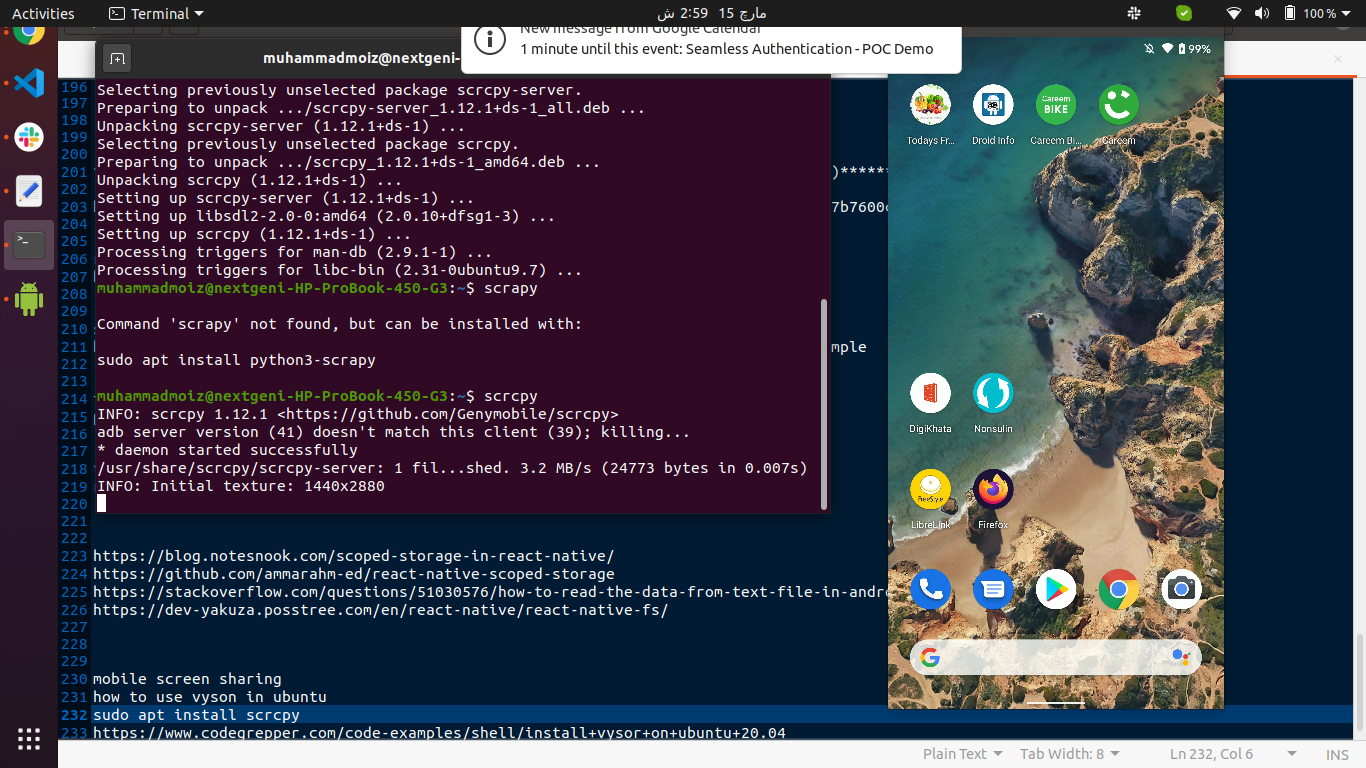 Activities
Terminal
مارچ 15 2:59 ش
100 %
New message from Google Calendar
1 minute until this event: Seamless Authentication - POC Demo
muhammadmoiz@nextgeni-
Selecting previously unselected package scrcpy-server.
Preparing to unpack .../scrcpy-server_1.12.1+ds-1_all.deb ...
Unpacking scrcpy-server (1.12.1+ds-1) ...
Selecting previously unselected package scrcpy.
Preparing to unpack .../scrcpy_1.12.1+ds-1_amd64.deb ...
Unpacking scrcpy (1.12.1+ds-1) ...
Setting up scrcpy-server (1.12.1+ds-1) ...
Setting up libsdl2-2.0-0:amd64 (2.0.10+dfsg1-3) ...
Setting up scrcpy (1.12.1+ds-1) ...
Processing triggers for man-db (2.9.1-1) ...
Processing triggers for libc-bin (2.31-0ubuntu9.7) ...
muhammadmoiz@nextgeni-HP-ProBook-450-G3:~$ scrapy
Command 'scrapy' not found, but can be installed with:
sudo apt install python3-scrapy
muhammadmoiz@nextgeni-HP-ProBook-450-G3:~$ scrcpy
INFO: scrcpy 1.12.1 <https://github.com/Genymobile/scrcpy>
adb server version (41) doesn't match this client (39); killing...
* daemon started successfully
/usr/share/scrcpy/scrcpy-server: 1 fil...shed. 3.2 MB/s (24773 bytes in 0.007s)
INFO: Initial texture: 1440x2880
196
197
198
199
200
201 )******
202
203 7b7600
204
205
206
207
208
209
210
211 mple
212
213
214
215
216
217
218
219
220
221
222
223 https://blog.notesnook.com/scoped-storage-in-react-native/
224 https://github.com/ammarahm-ed/react-native-scoped-storage
225 https://stackoverflow.com/questions/51030576/how-to-read-the-data-from-text-file-in-andro
226 https://dev-yakuza.posstree.com/en/react-native/react-native-fs/
227
228
229
230 mobile screen sharing
231 how to use vyson in ubuntu
232 sudo apt install scrcpy
233 https://www.codegrepper.com/code-examples/shell/install+vysor+on+ubuntu+20.04
Plain Text
Tab Width: 8
Ln 232, Col 6
INS
99%
Todays Fr...
Droid Info
Careem BIKE
Careem Bi...
Careem
DigiKhata
Nonsulin
FreeStyle
LibreLink
Firefox